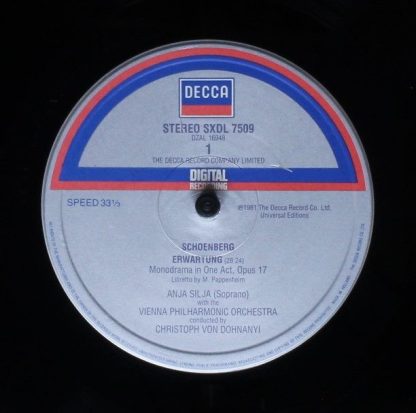 DECCA
STEREO SXDL 7509
DZAL 16948
1
THE DECCA RECORD COMPANY LIMITED
DIGITAL
RECORDING
SPEED 33⅓
℗1981 The Decca Record Co. Ltd.
Universal Editions
SCHOENBERG
ERWARTUNG (28 24)
Monodrama in One Act, Opus 17
Libretto by M. Pappenheim
ANJA SILJA (Soprano)
with the
VIENNA PHILHARMONIC ORCHESTRA
conducted by
CHRISTOPH VON DOHNANYI